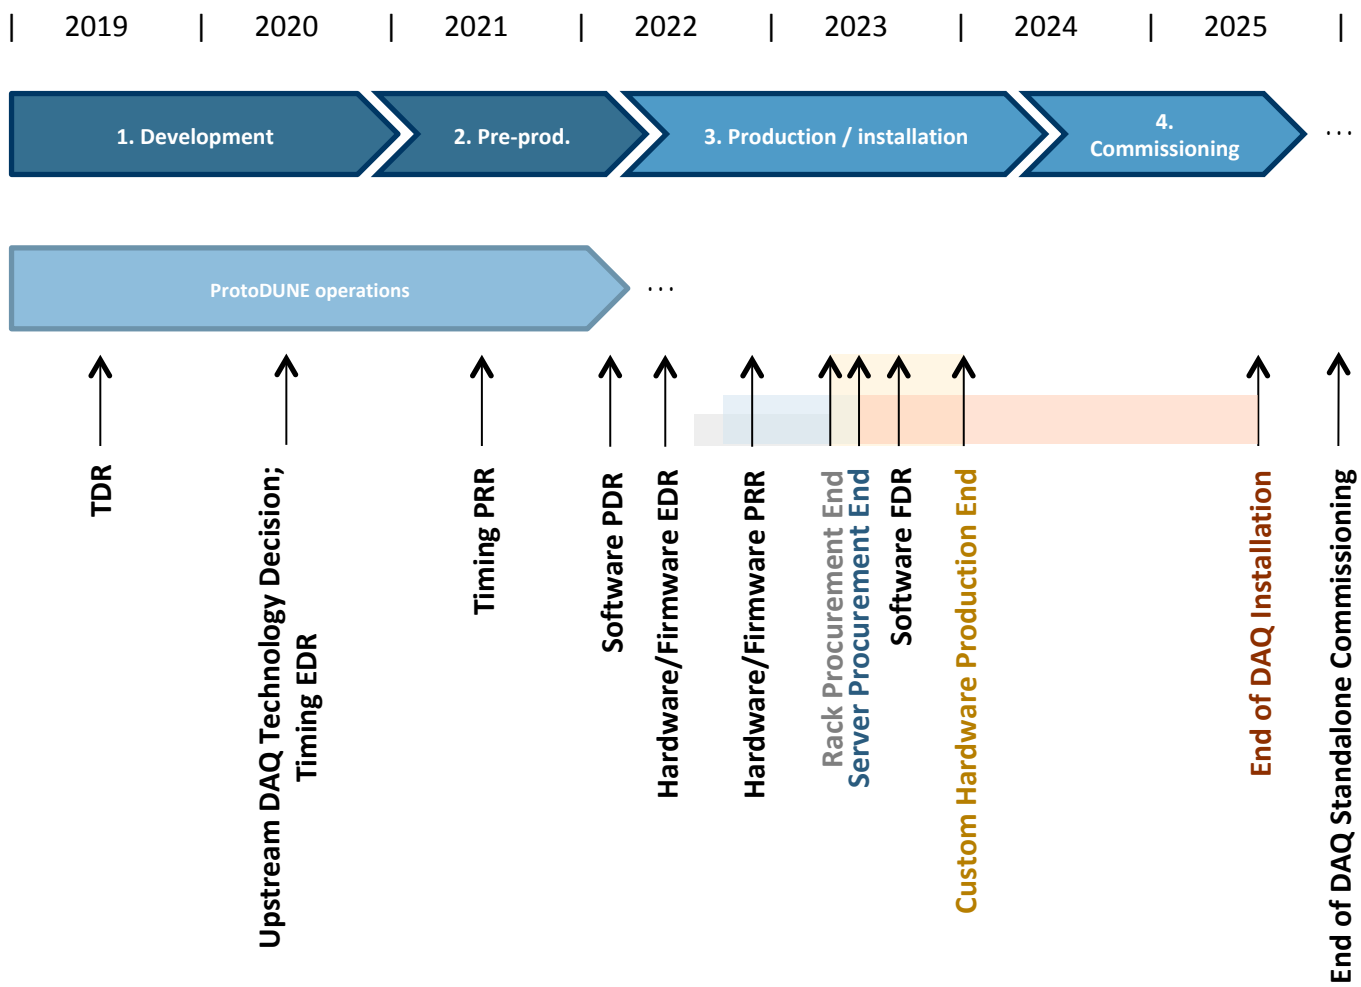 | 2019 | 2020 | 2021 | 2022 | 2023 | 2024 | 2025 |
1. Development
2. Pre-prod.
3. Production / installation
4.
Commissioning
...
ProtoDUNE operations
...
TDR
Upstream DAQ Technology Decision;
Timing EDR
Timing PRR
Software PDR
Hardware/Firmware EDR
Hardware/Firmware PRR
Rack Procurement End
Server Procurement End
Software FDR
Custom Hardware Production End
End of DAQ Installation
End of DAQ Standalone Commissioning